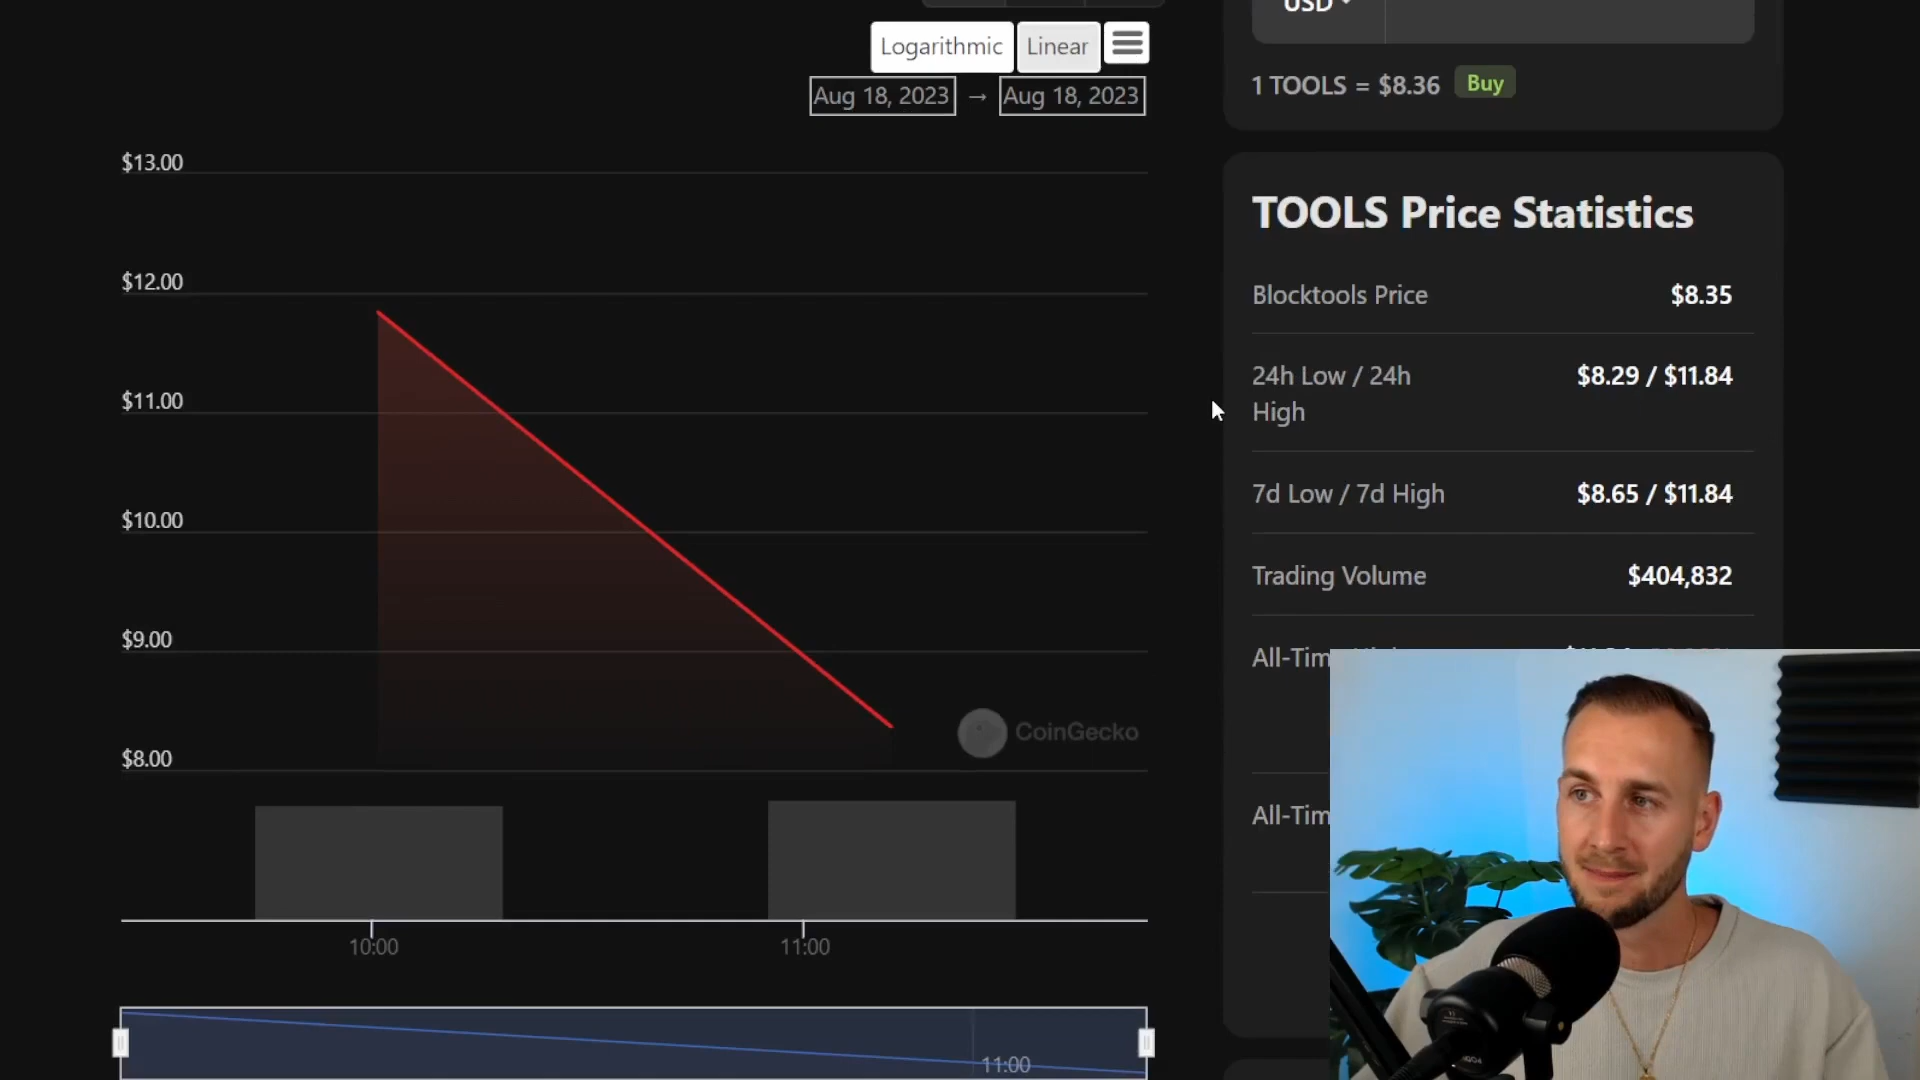 USD
Logarithmic
Linear
Aug 18, 2023 → Aug 18, 2023
1 TOOLS = $8.36 Buy
$13.00
$12.00
$11.00
$10.00
$9.00
$8.00
CoinGecko
10:00
11:00
11:00
TOOLS Price Statistics
Blocktools Price $8.35
24h Low / 24h $8.29 / $11.84
High
7d Low / 7d High $8.65 / $11.84
Trading Volume $404,832
All-Tim
All-Tim